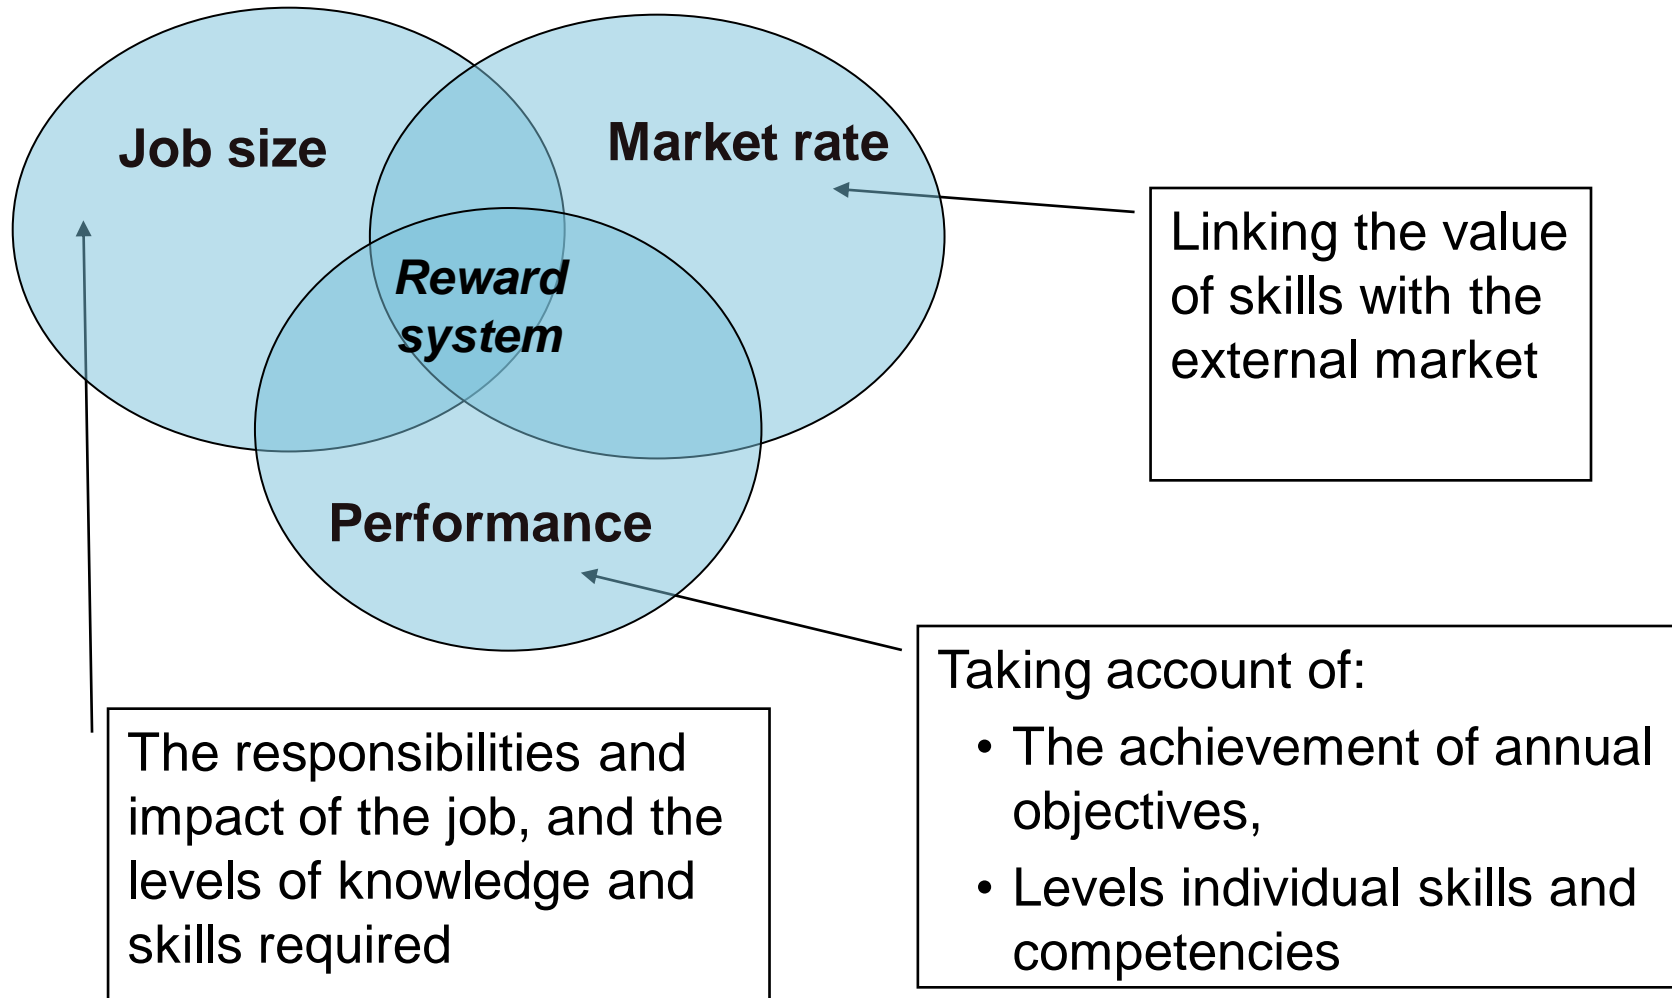 Job size
Market rate
Reward
system
Performance
Linking the value
of skills with the
external market
Taking account of:
• The achievement of annual
objectives,
• Levels individual skills and
competencies
The responsibilities and
impact of the job, and the
levels of knowledge and
skills required